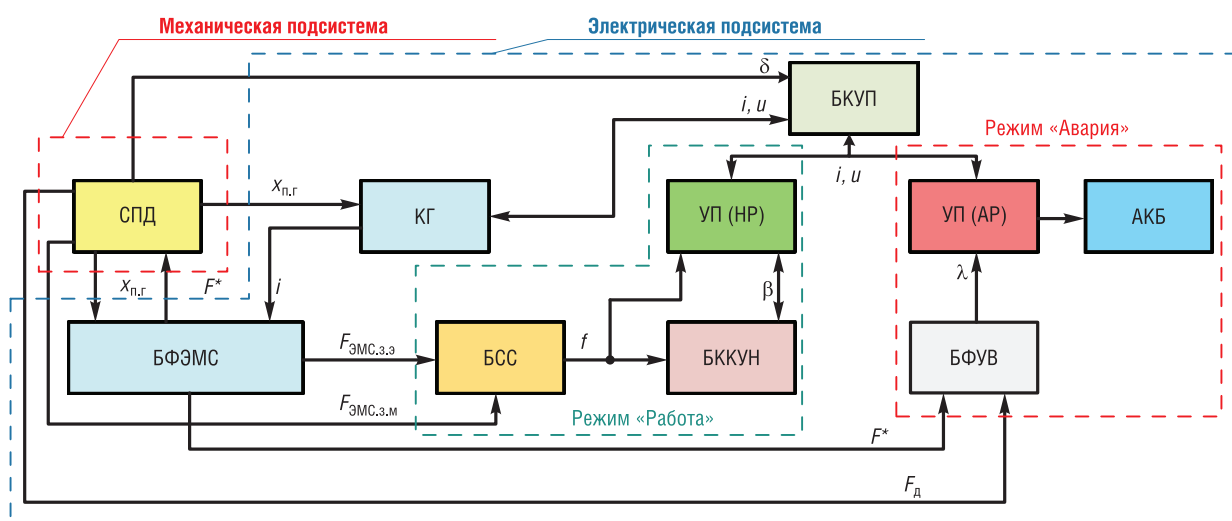 Механическая подсистема
Электрическая подсистема
δ
БКУП
i, u
Режим «Авария»
xп.г
i, u
СПД
КГ
УП (НР)
УП (АР)
АКБ
xп.г
F*
i
β
λ
БФЭМС
FЭМС.з.э
БСС
f
БККУН
БФУВ
FЭМС.з.м
Режим «Работа»
F*
Fд